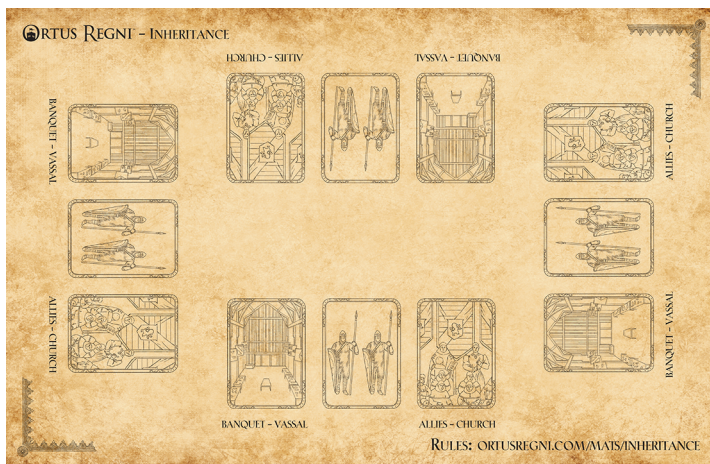 Ortus Regni - Inheritance
Allies - Church
Banquet - Vassal
Banquet - Vassal
Allies - Church
Allies - Church
Banquet - Vassal
Banquet - Vassal
Allies - Church
Rules: ortusregni.com/mats/inheritance